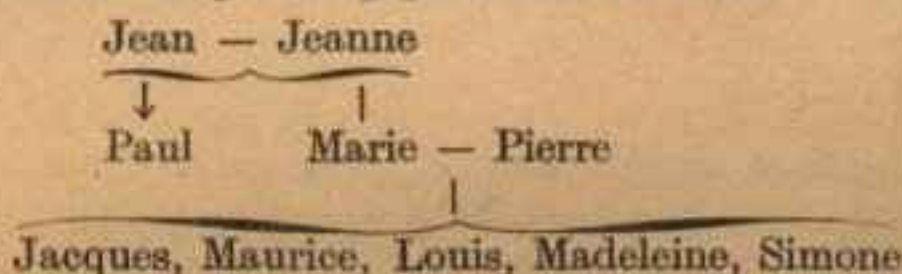 Jean — Jeanne
Paul Marie — Pierre
Jacques, Maurice, Louis, Madeleine, Simone